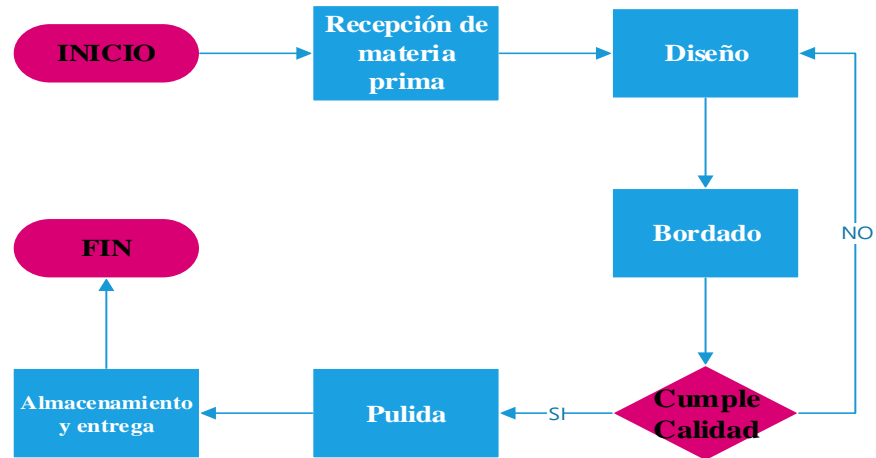 INICIO
Recepción de
materia
prima
Diseño
Bordado
NO
FIN
Cumple
Calidad
SI
Pulida
Almacenamiento
y entrega